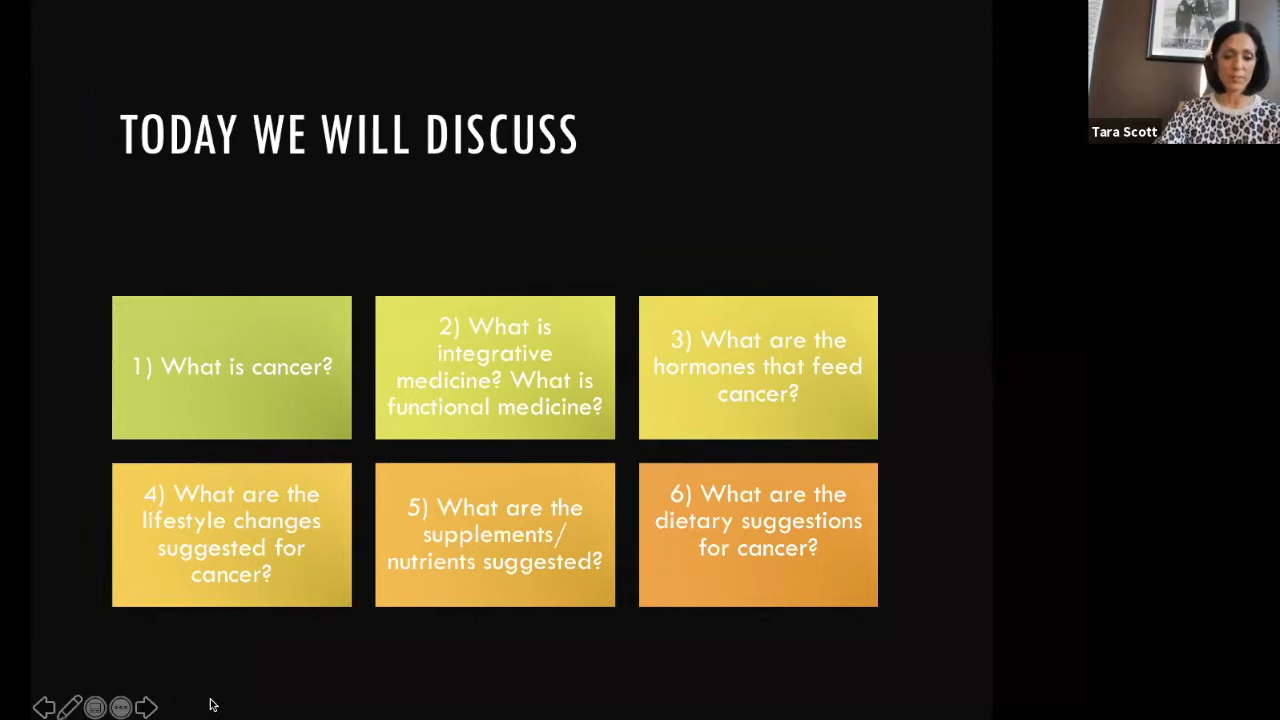 TODAY WE WILL DISCUSS
Tara Scott
1) What is cancer?
2) What is
integrative
medicine? What is
functional medicine?
3) What are the
hormones that feed
cancer?
4) What are the
lifestyle changes
suggested for
cancer?
5) What are the
supplements/
nutrients suggested?
6) What are the
dietary suggestions
for cancer?